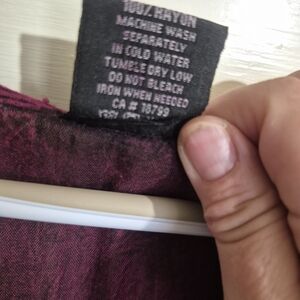 100% RAYON
MACHINE WASH
SEPARATELY
IN COLD WATER
TUMBLE DRY LOW
DO NOT BLEACH
IRON WHEN NEEDED
CA# 18799